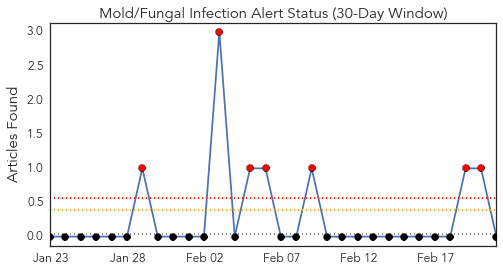 Mold/Fungal Infection Alert Status (30-Day Window)
Articles Found
3.0
2.5
2.0
1.5
1.0
0.5
0.0
Jan 23 Jan 28 Feb 02 Feb 07 Feb 12 Feb 17